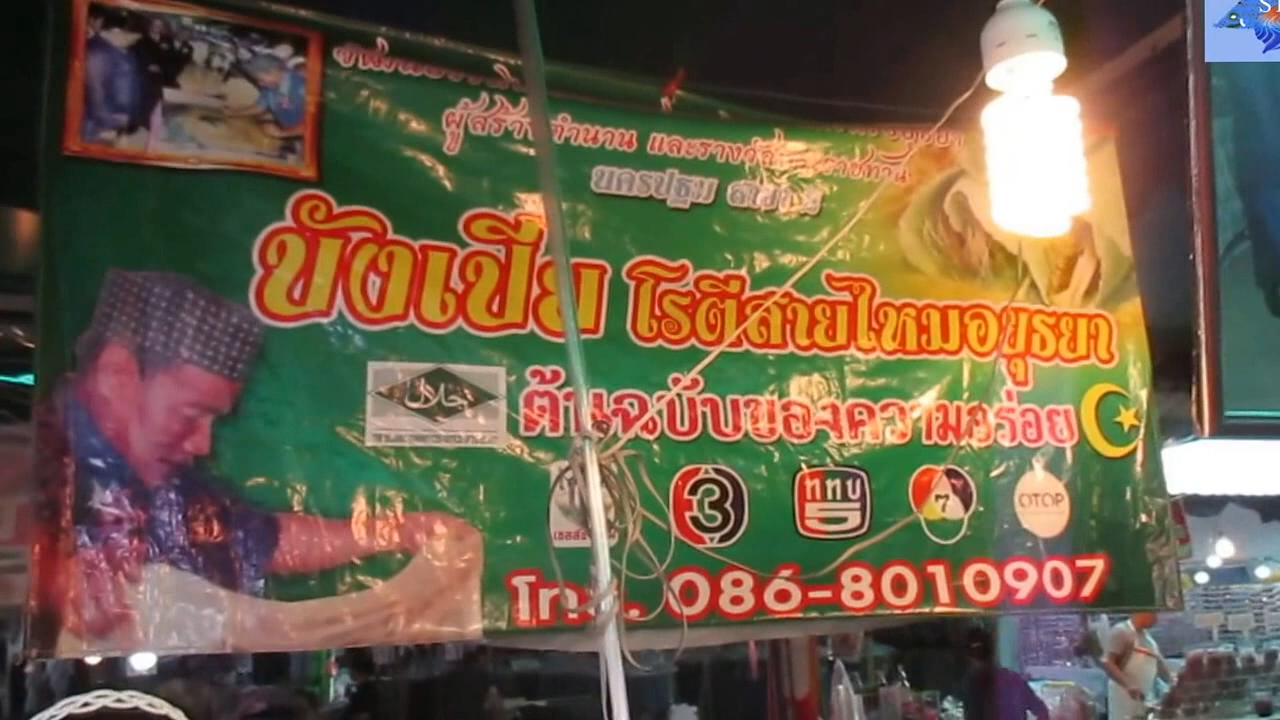 ผู้สร้างตำนาน และรางวัล
นครปฐม
บังเปีย โรตีสายไหมอยุธยา
حلال
ต้นฉบับของความอร่อย
3
ททบ
5
7
OTOP
โทร. 086-8010907